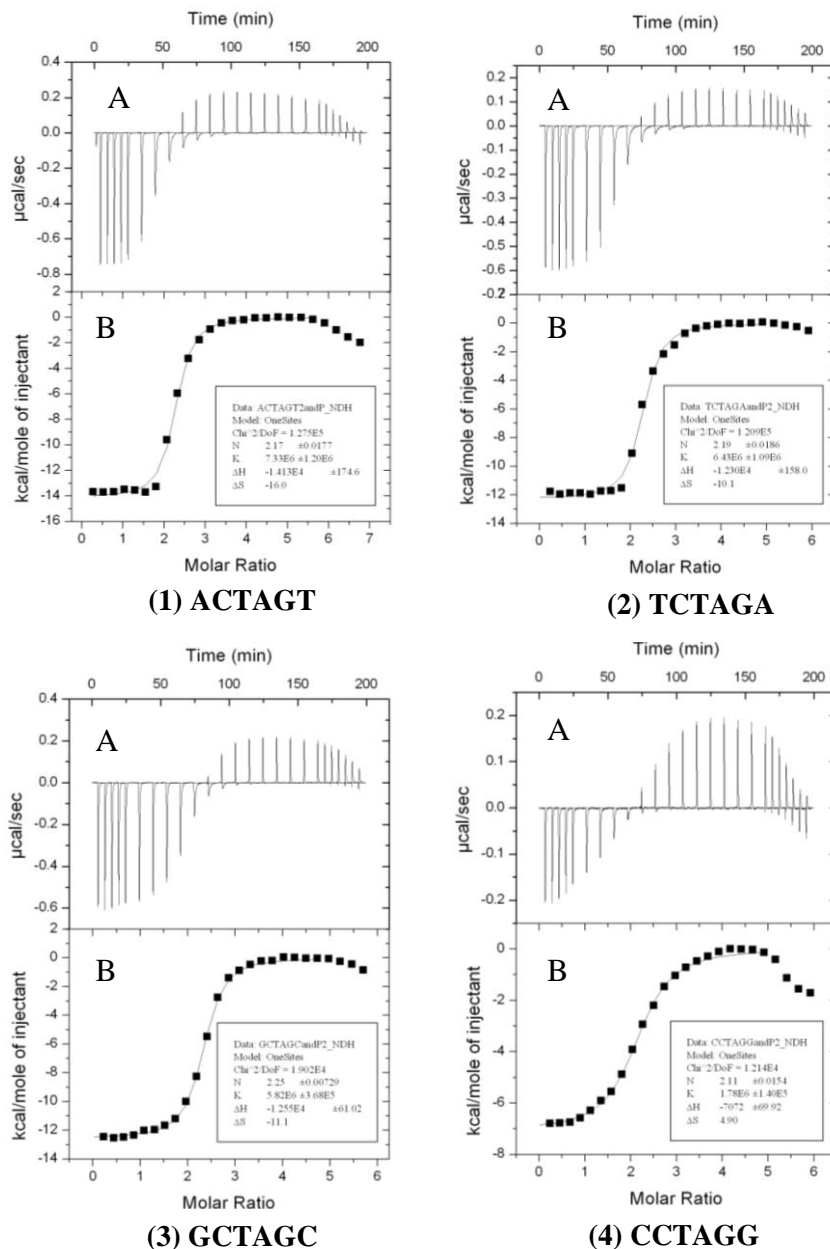 Time (min)
0 50 100 150 200
A
0.4
0.2
0.0
-0.2
-0.4
-0.6
-0.8
µcal/sec
2
B
0
-2
-4
-6
-8
-10
-12
-14
-16
kcal/mole of injectant
Data: ACTAGT2andP_NDH
Model: OneSites
Chi^2/DoF = 1.275E5
N 2.17 ±0.0177
K 7.33E6 ±1.20E6
ΔH -1.413E4 ±174.6
ΔS -16.0
0 1 2 3 4 5 6 7
Molar Ratio
(1) ACTAGT
Time (min)
0 50 100 150 200
A
0.2
0.1
0.0
-0.1
-0.2
-0.3
-0.4
-0.5
-0.6
µcal/sec
B
0
-2
-4
-6
-8
-10
-12
kcal/mole of injectant
Data: TCTAGAandP2_NDH
Model: OneSites
Chi^2/DoF = 1.209E5
N 2.19 ±0.0186
K 6.43E6 ±1.09E6
ΔH -1.230E4 ±158.0
ΔS -10.1
0 1 2 3 4 5 6
Molar Ratio
(2) TCTAGA
Time (min)
0 50 100 150 200
A
0.4
0.2
0.0
-0.2
-0.4
-0.6
µcal/sec
2
B
0
-2
-4
-6
-8
-10
-12
-14
kcal/mole of injectant
Data: GCTAGCandP2_NDH
Model: OneSites
Chi^2/DoF = 1.902E4
N 2.25 ±0.00729
K 5.82E6 ±3.68E5
ΔH -1.255E4 ±61.02
ΔS -11.1
0 1 2 3 4 5 6
Molar Ratio
(3) GCTAGC
Time (min)
0 50 100 150 200
A
0.2
0.1
0.0
-0.1
-0.2
µcal/sec
B
0
-2
-4
-6
-8
kcal/mole of injectant
Data: CCTAGGandP2_NDH
Model: OneSites
Chi^2/DoF = 1.214E4
N 2.11 ±0.0154
K 1.78E6 ±1.40E5
ΔH -7072 ±69.92
ΔS 4.90
0 1 2 3 4 5 6
Molar Ratio
(4) CCTAGG